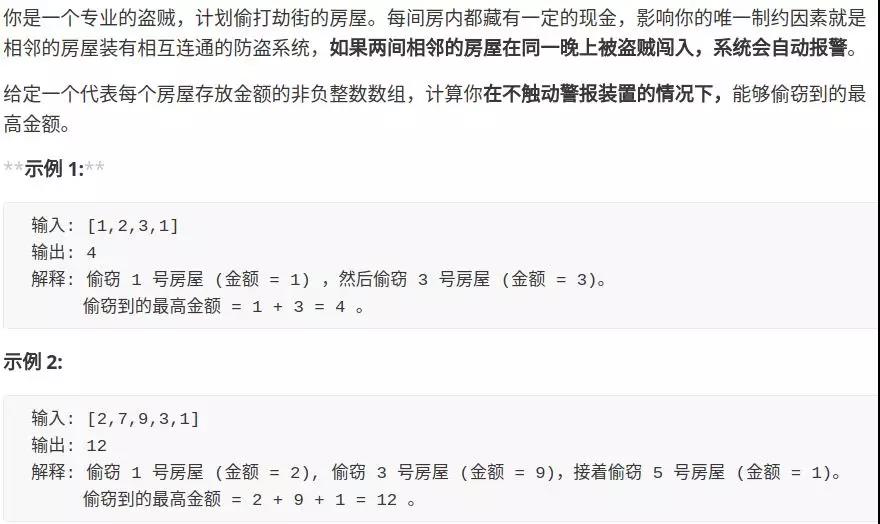 你是一个专业的盗贼，计划偷打劫街的房屋。每间房内都藏有一定的现金，影响你的唯一制约因素就是
相邻的房屋装有相互连通的防盗系统，如果两间相邻的房屋在同一晚上被盗贼闯入，系统会自动报警。
给定一个代表每个房屋存放金额的非负整数数组，计算你在不触动警报装置的情况下，能够偷窃到的最
高金额。
**示例 1:**
输入: [1,2,3,1]
输出: 4
解释: 偷窃 1 号房屋 (金额 = 1) ，然后偷窃 3 号房屋 (金额 = 3)。
偷窃到的最高金额 = 1 + 3 = 4 。
示例 2:
输入: [2,7,9,3,1]
输出: 12
解释: 偷窃 1 号房屋 (金额 = 2), 偷窃 3 号房屋 (金额 = 9)，接着偷窃 5 号房屋 (金额 = 1)。
偷窃到的最高金额 = 2 + 9 + 1 = 12 。